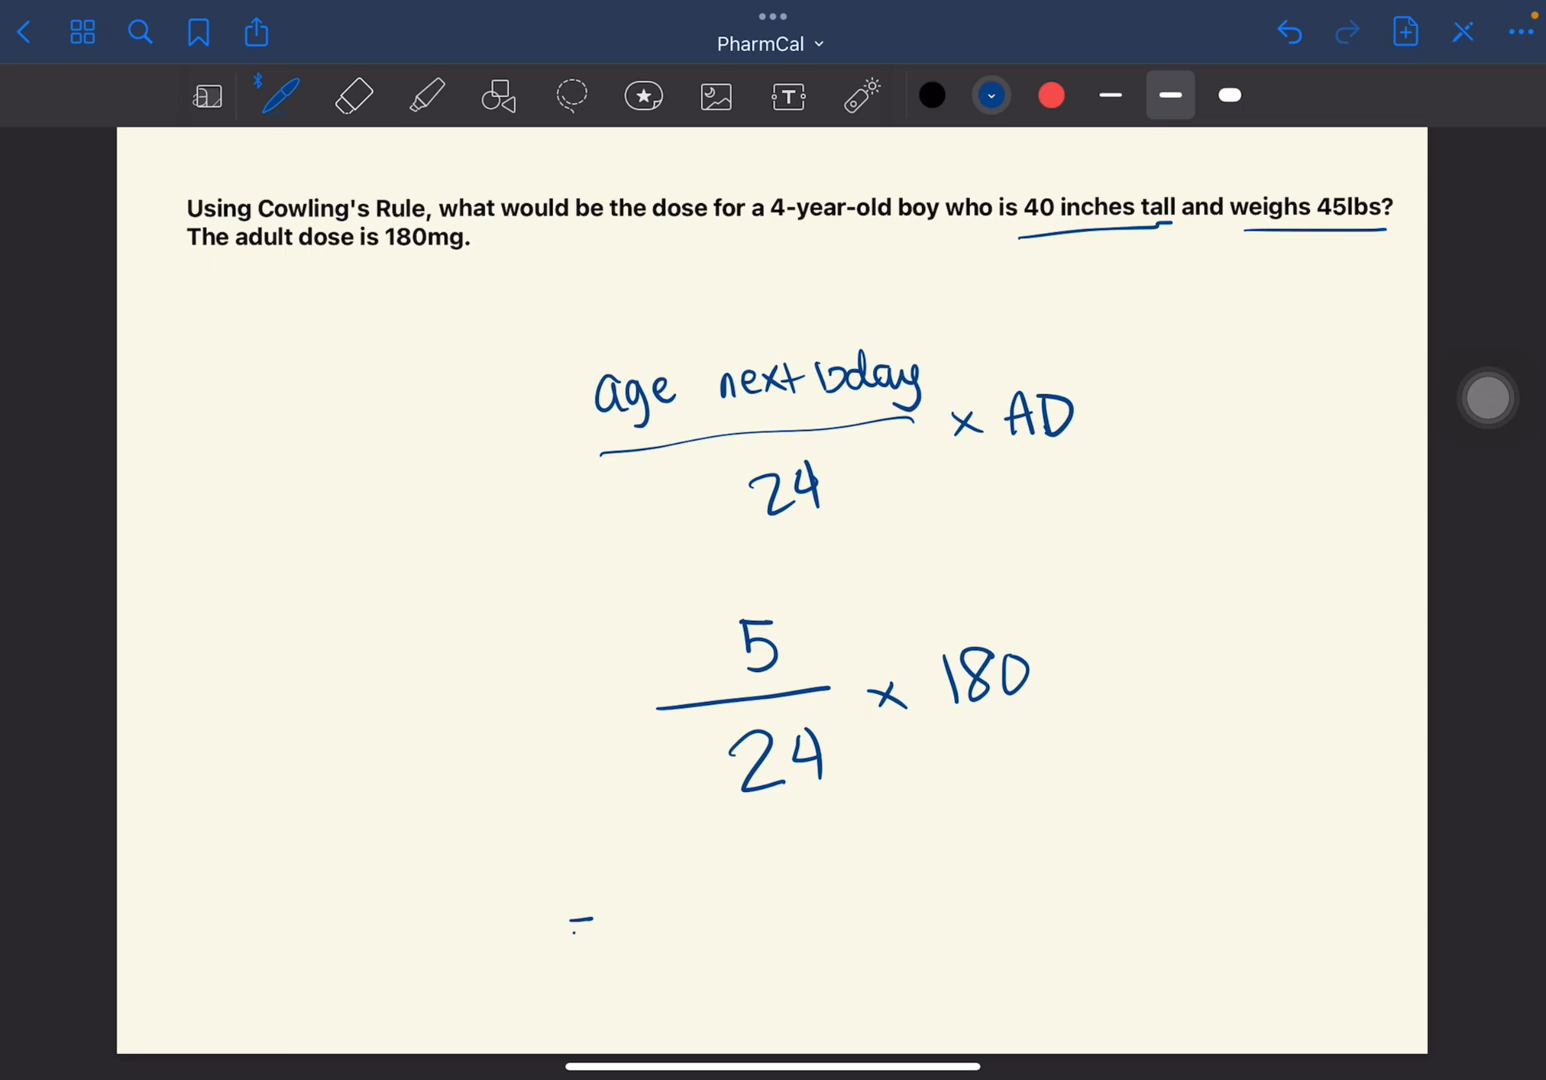 PharmCal
T
Using Cowling's Rule, what would be the dose for a 4-year-old boy who is 40 inches tall and weighs 45lbs?
The adult dose is 180mg.
age next bday
24
× AD
5
24
× 180
=